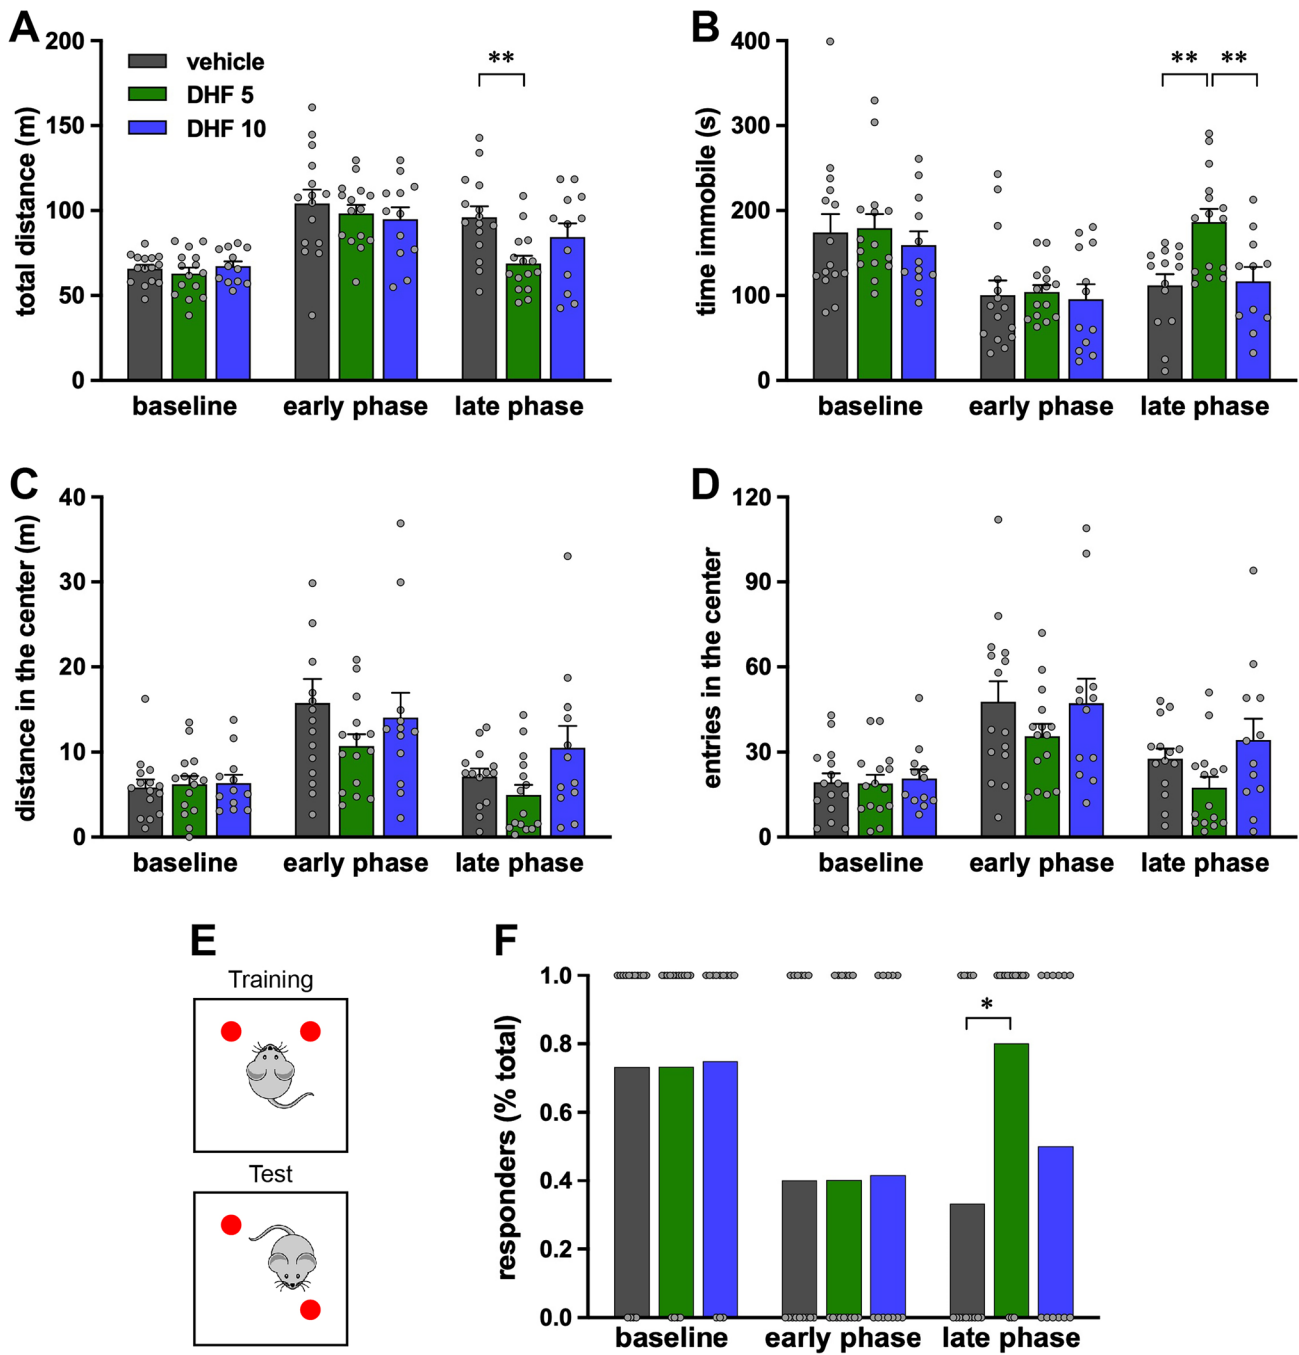 A
total distance (m)
200
150
100
50
0
vehicle
DHF 5
DHF 10
**
baseline
early phase
late phase
B
time immobile (s)
400
300
200
100
0
**
**
baseline
early phase
late phase
C
distance in the center (m)
40
30
20
10
0
baseline
early phase
late phase
D
entries in the center
120
90
60
30
0
baseline
early phase
late phase
E
Training
Test
F
responders (% total)
1.0
0.8
0.6
0.4
0.2
0.0
*
baseline
early phase
late phase